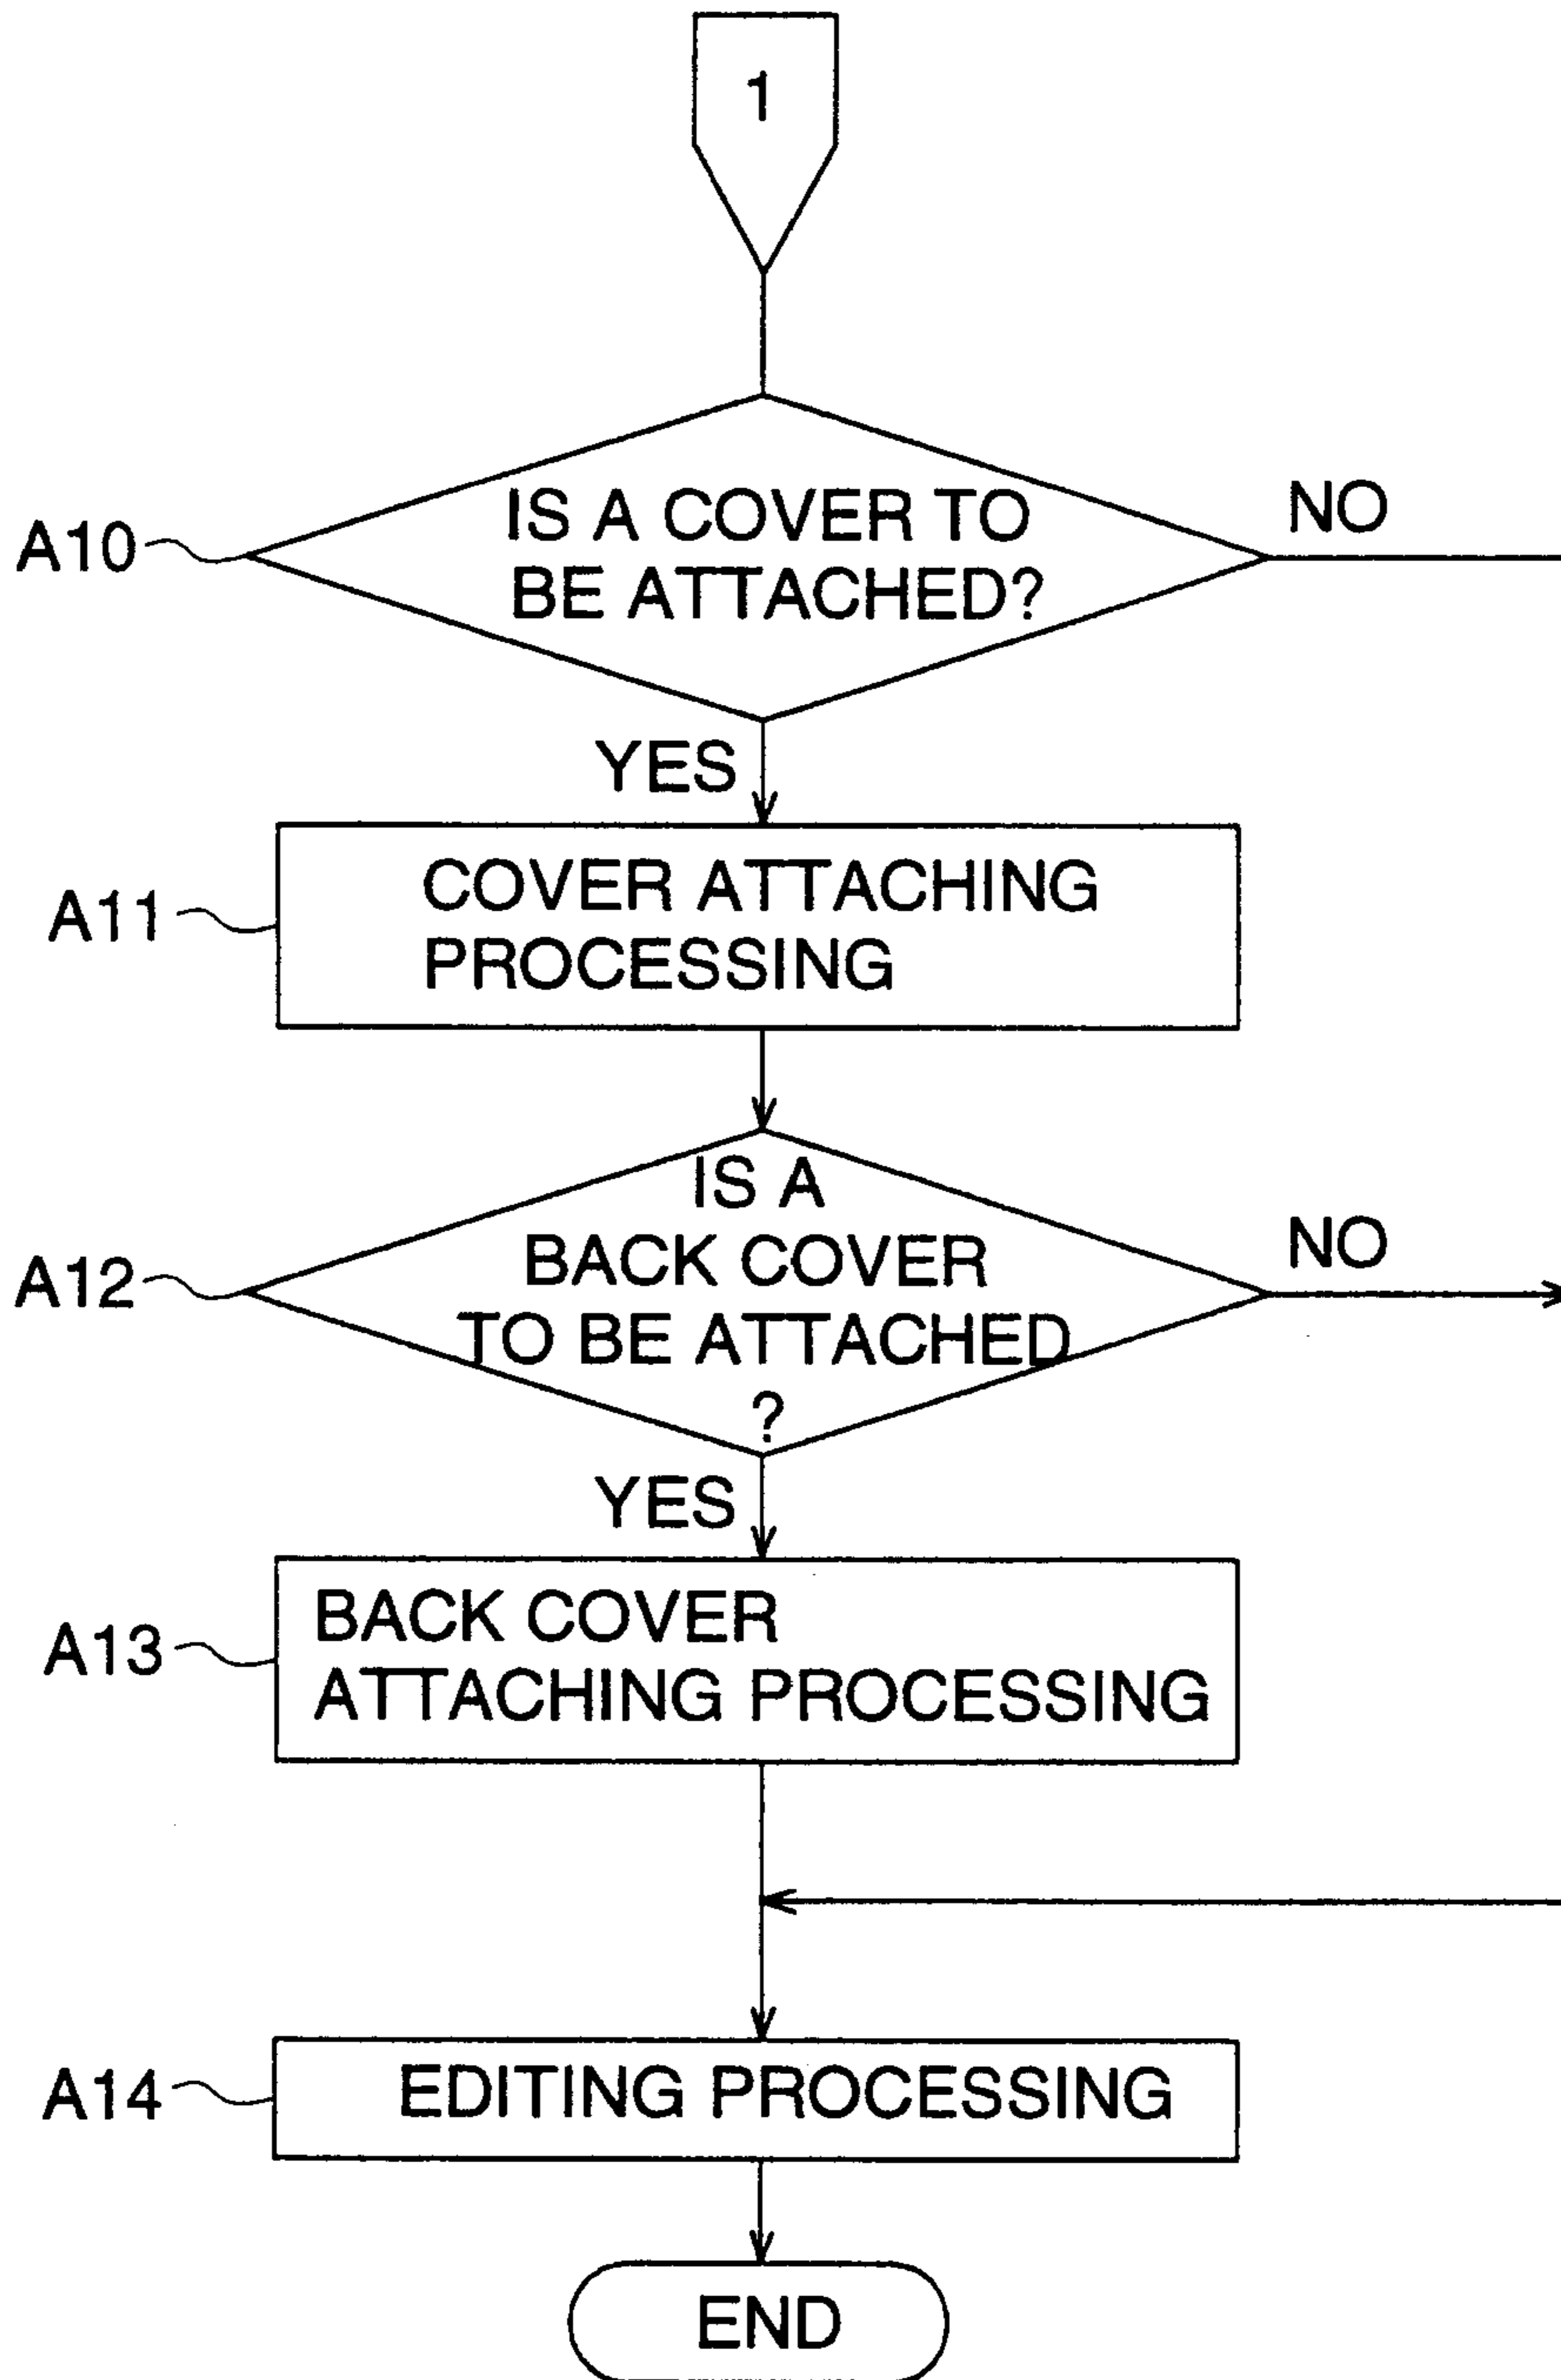 1
IS A COVER TO
BE ATTACHED?
NO
A10
YES
COVER ATTACHING
PROCESSING
A11
IS A
BACK COVER
TO BE ATTACHED
?
NO
A12
YES
BACK COVER
ATTACHING PROCESSING
A13
EDITING PROCESSING
A14
END